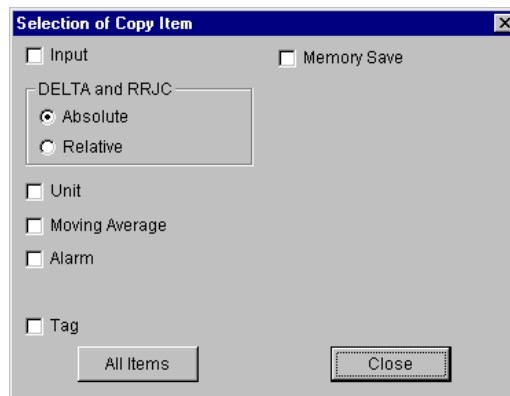 Selection of Copy Item
Input
Memory Save
DELTA and RRJC
Absolute
Relative
Unit
Moving Average
Alarm
Tag
All Items
Close